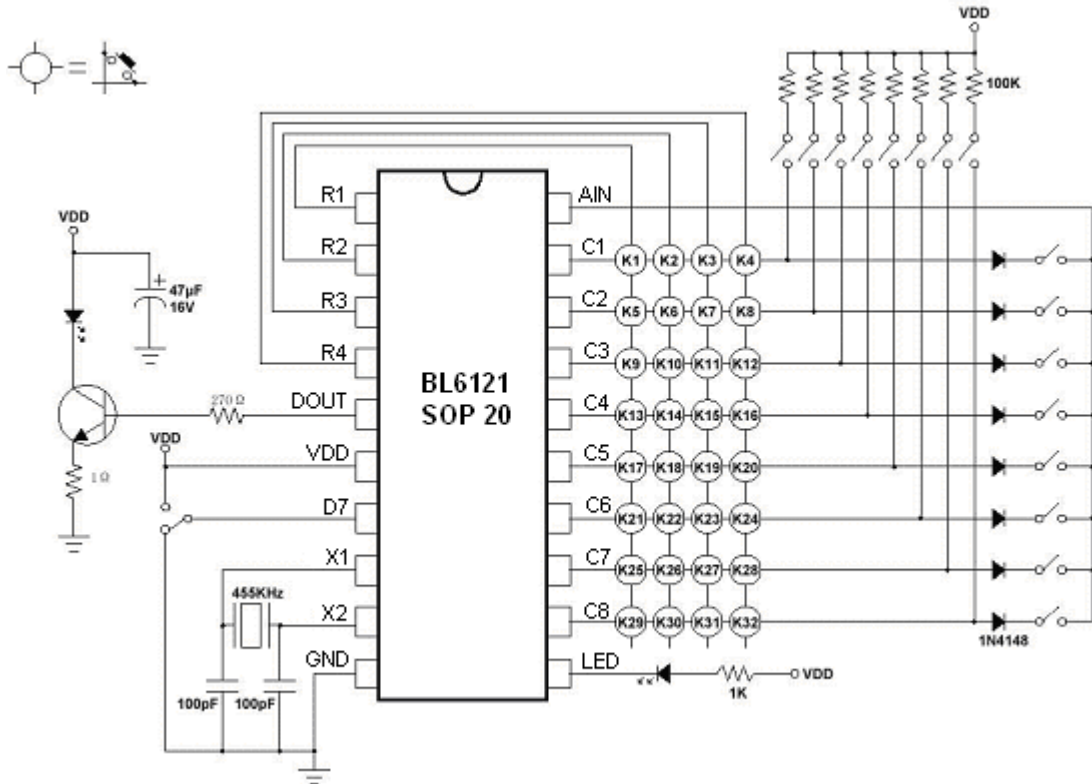 VDD
100K
R1
AIN
VDD
R2
C1
K1 K2 K3 K4
47µF
16V
R3
C2
K5 K6 K7 K8
R4
C3
K9 K10 K11 K12
BL6121
SOP 20
270 Ω
DOUT
C4
K13 K14 K15 K16
VDD
VDD
C5
K17 K18 K19 K20
1 Ω
D7
C6
K21 K22 K23 K24
X1
C7
K25 K26 K27 K28
455KHz
X2
C8
K29 K30 K31 K32
1N4148
GND
LED
VDD
1K
100pF 100pF